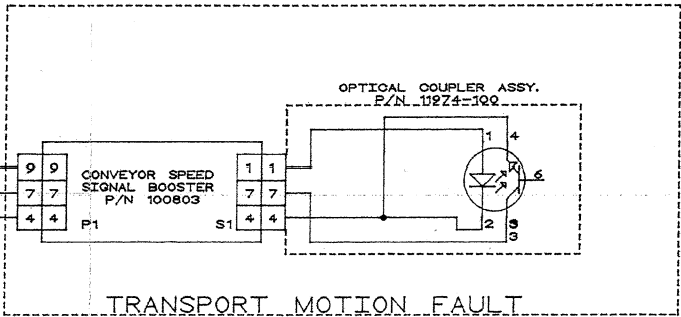 OPTICAL COUPLER ASSY.
P/N 11974-100
1 4
9 9
CONVEYOR SPEED
SIGNAL BOOSTER
P/N 100803
1 1
6
7 7
7 7
4 4
P1
S1
4 4
2
3
TRANSPORT MOTION FAULT